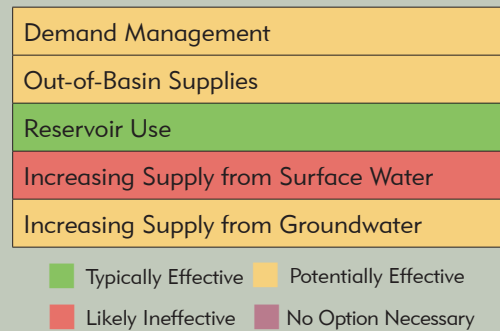 Demand Management
Out-of-Basin Supplies
Reservoir Use
Increasing Supply from Surface Water
Increasing Supply from Groundwater
Typically Effective Potentially Effective
Likely Ineffective No Option Necessary